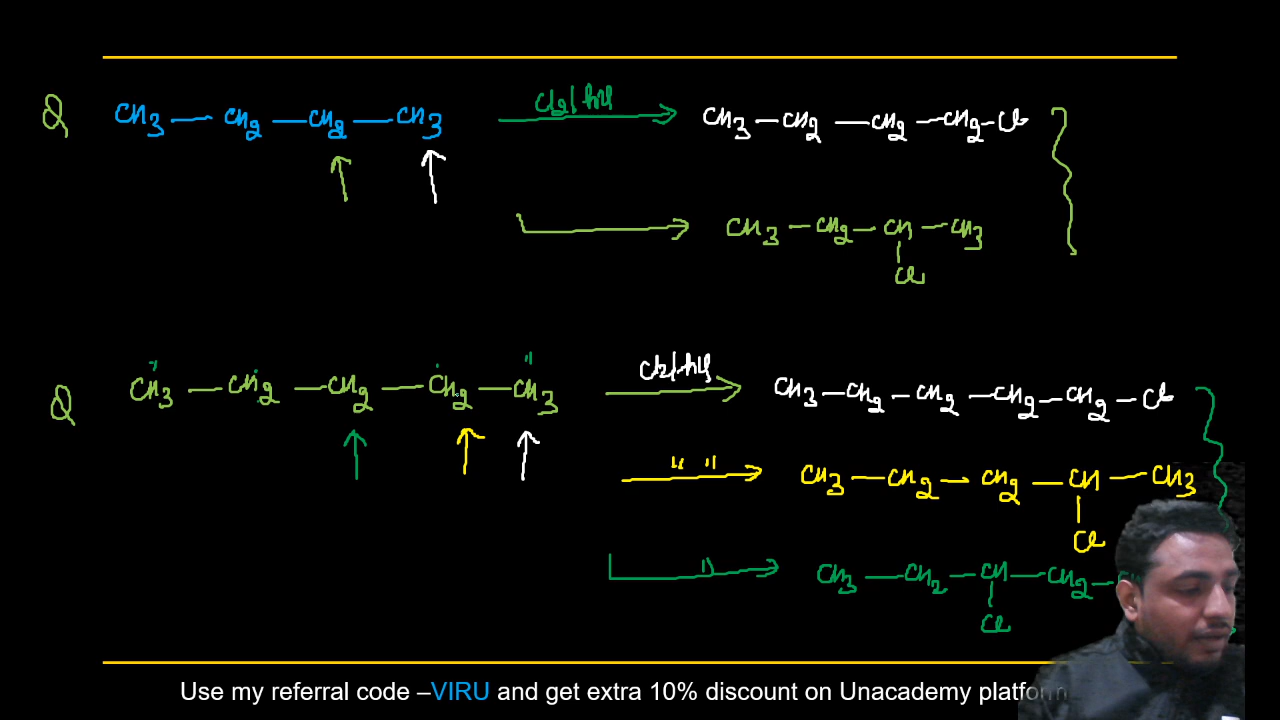 Q CH3 — CH2 — CH2 — CH3 Cl2/hν CH3 — CH2 — CH2 — CH2 — Cl
CH3 — CH2 — CH — CH3
Cl
Q CH3 — CH2 — CH2 — CH2 — CH3 Cl2/hν CH3 — CH2 — CH2 — CH2 — CH2 — Cl
" " CH3 — CH2 — CH2 — CH — CH3
Cl
" CH3 — CH2 — CH — CH2 —
Cl
Use my referral code –VIRU and get extra 10% discount on Unacademy platform